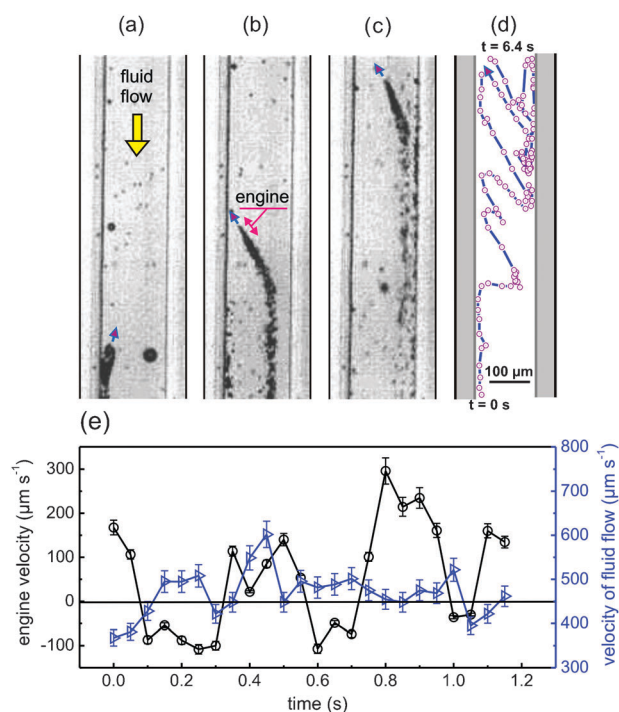 (a)
(b)
(c)
(d)
fluid
flow
engine
t = 6.4 s
100 µm
t = 0 s
(e)
engine velocity (µm s⁻¹)
300
200
100
0
-100
800
700
600
500
400
300
velocity of fluid flow (µm s⁻¹)
0.0 0.2 0.4 0.6 0.8 1.0 1.2
time (s)